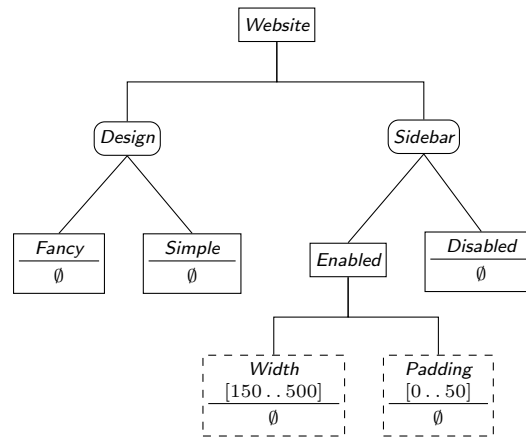 Website
Design
Sidebar
Fancy
∅
Simple
∅
Enabled
Disabled
∅
Width
[150 . . 500]
∅
Padding
[0 . . 50]
∅